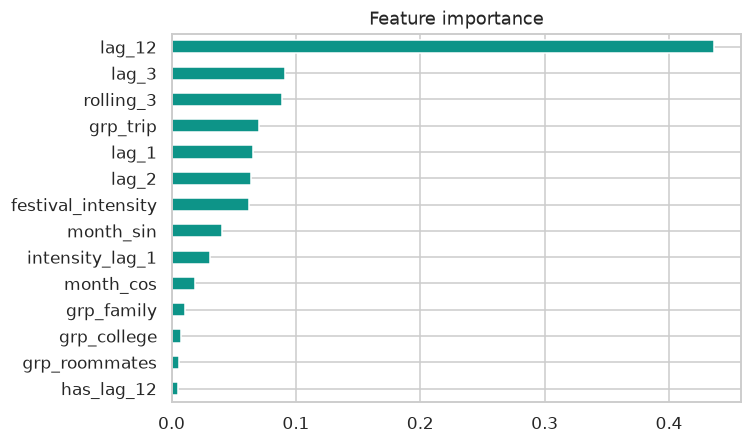 Feature importance
lag_12
lag_3
rolling_3
grp_trip
lag_1
lag_2
festival_intensity
month_sin
intensity_lag_1
month_cos
grp_family
grp_college
grp_roommates
has_lag_12
0.0 0.1 0.2 0.3 0.4